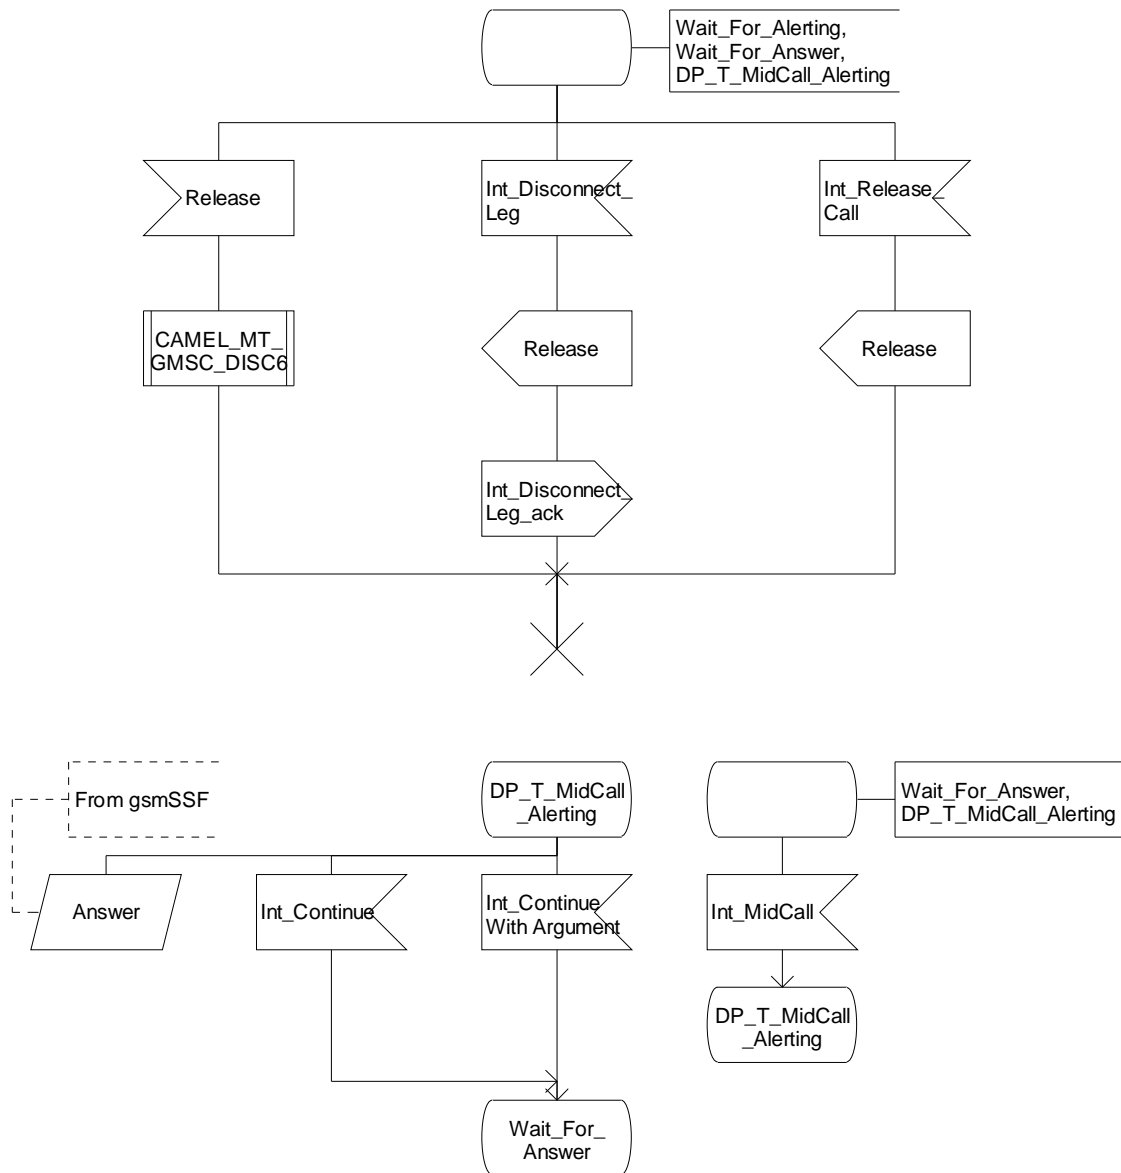 Wait_For_Alerting,
Wait_For_Answer,
DP_T_MidCall_Alerting
Release
Int_Disconnect_
Leg
Int_Release_
Call
CAMEL_MT_
GMSC_DISC6
Release
Release
Int_Disconnect_
Leg_ack
From gsmSSF
DP_T_MidCall
_Alerting
Wait_For_Answer,
DP_T_MidCall_Alerting
Answer
Int_Continue
Int_Continue_
With Argument
Int_MidCall
DP_T_MidCall
_Alerting
Wait_For_
Answer